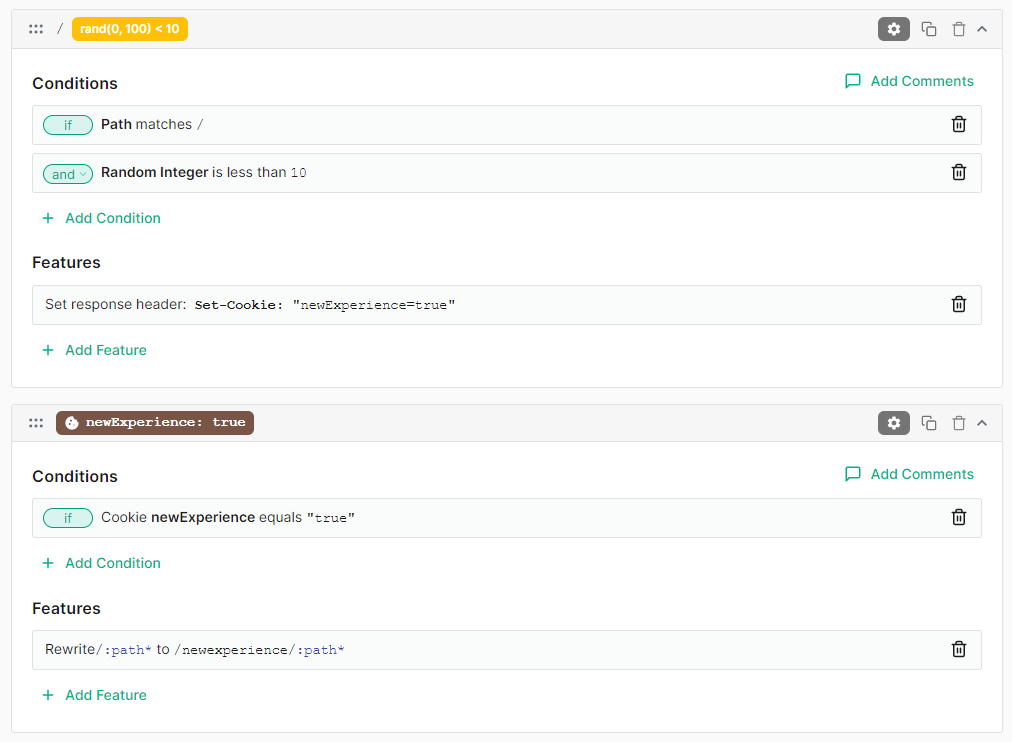 / rand(0, 100) < 10
Conditions
Add Comments
if Path matches /
and Random Integer is less than 10
+ Add Condition
Features
Set response header: Set-Cookie: "newExperience=true"
+ Add Feature
newExperience: true
Conditions
Add Comments
if Cookie newExperience equals "true"
+ Add Condition
Features
Rewrite/:path* to /newexperience/:path*
+ Add Feature